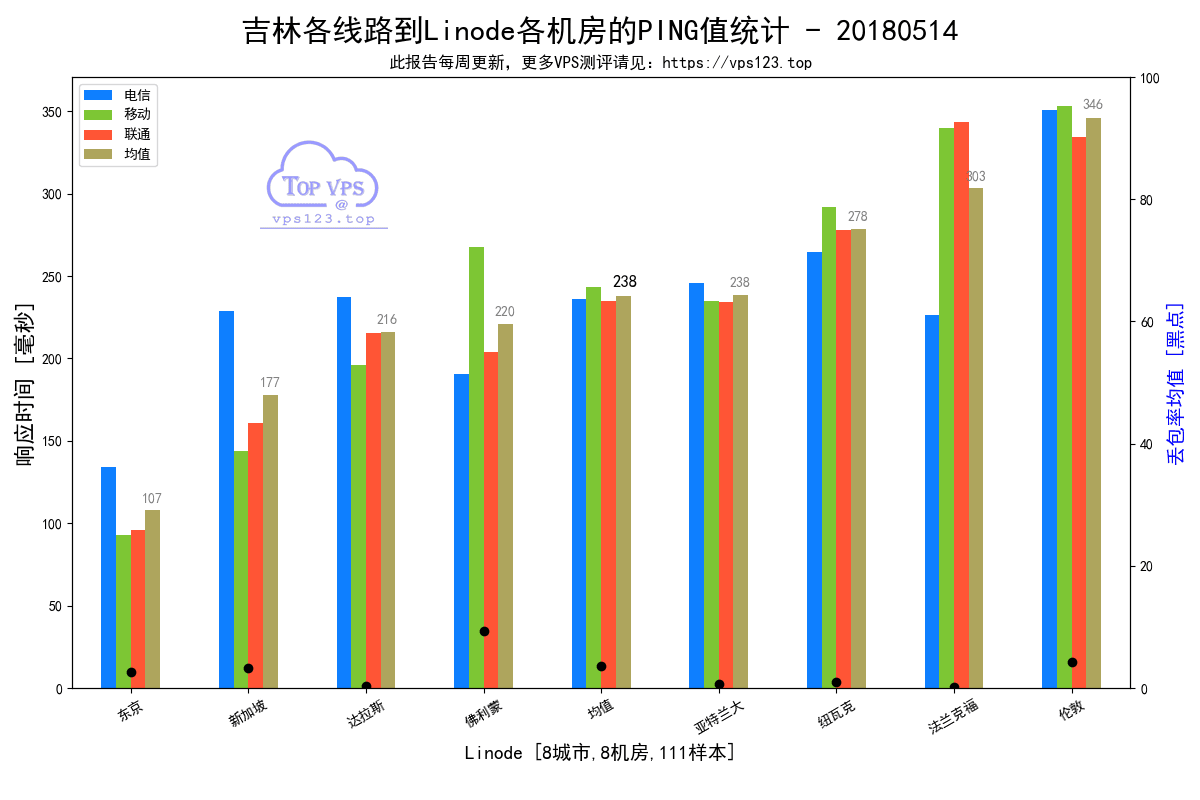 吉林各线路到Linode各机房的PING值统计 - 20180514
此报告每周更新，更多VPS测评请见：https://vps123.top
电信
移动
联通
均值
TOP VPS
@
vps123.top
响应时间 [毫秒]
350
300
250
200
150
100
50
0
107
177
216
220
238
238
278
303
346
100
80
60
40
20
0
丢包率均值 [黑点]
东京
新加坡
达拉斯
佛利蒙
均值
亚特兰大
纽瓦克
法兰克福
伦敦
Linode [8城市,8机房,111样本]